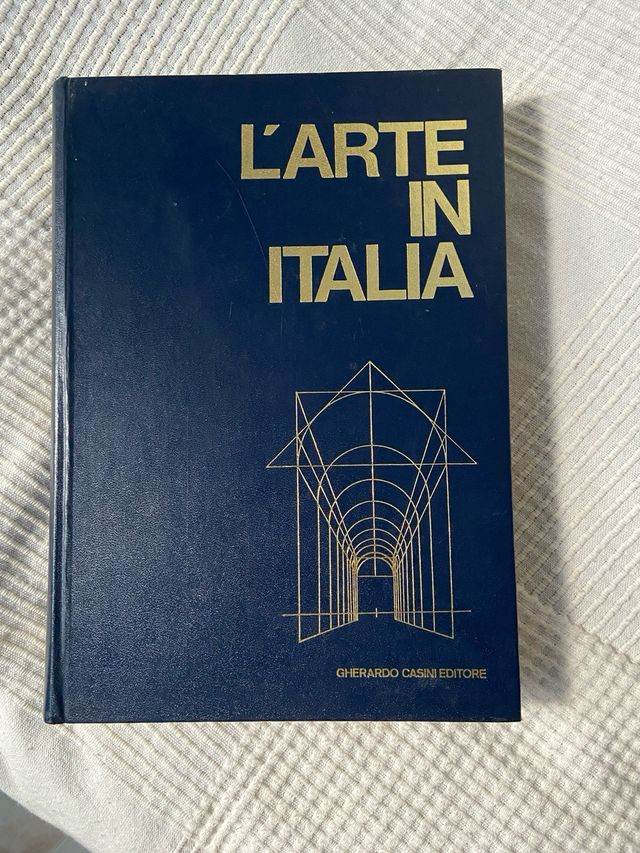 L'ARTE
IN
ITALIA
GHERARDO CASINI EDITORE